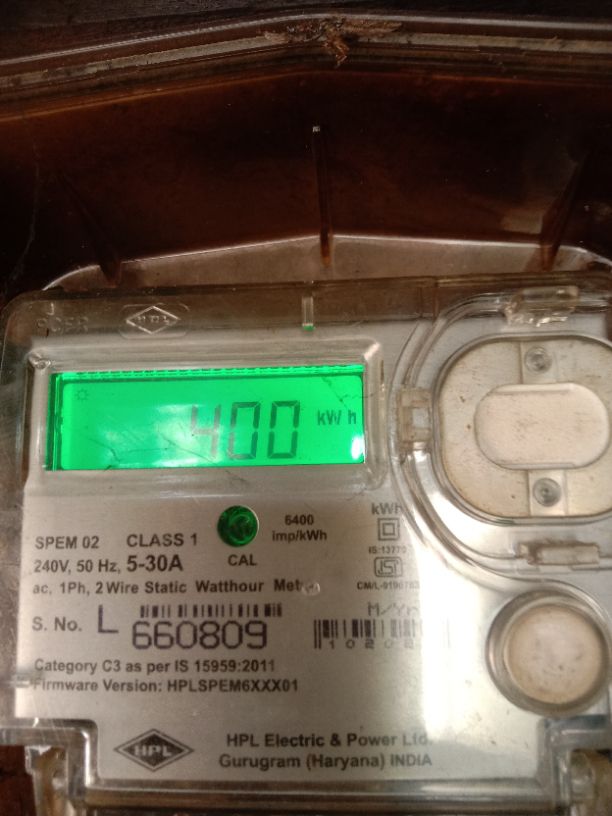 HPL
400 kWh
kWh
6400
imp/kWh
SPEM 02 CLASS 1
240V, 50 Hz, 5-30A
CAL
ac, 1Ph, 2 Wire Static Watthour
S. No. L 660809
Category C3 as per IS 15959:2011
Firmware Version: HPLSPEM6XXX01
HPL
HPL Electric & Power Ltd.
Gurugram (Haryana) INDIA